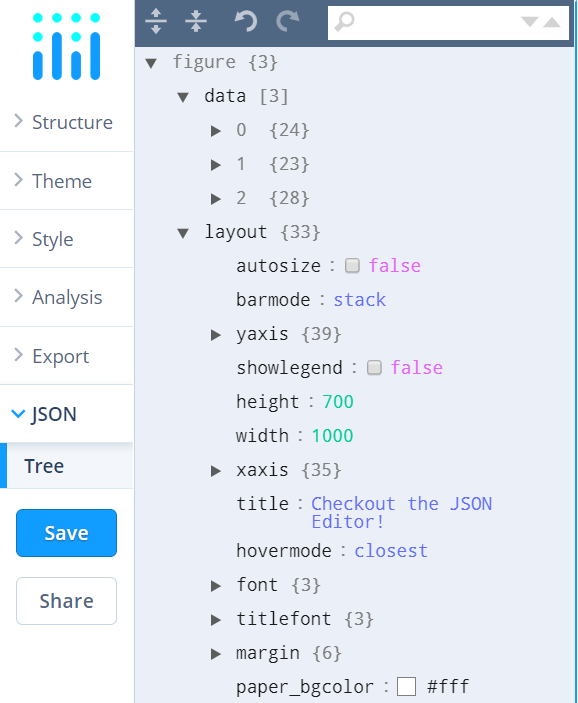 Structure
Theme
Style
Analysis
Export
JSON
Tree
Save
Share
figure {3}
data [3]
0 {24}
1 {23}
2 {28}
layout {33}
autosize : false
barmode : stack
yaxis {39}
showlegend : false
height : 700
width : 1000
xaxis {35}
title : Checkout the JSON
Editor!
hovermode : closest
font {3}
titlefont {3}
margin {6}
paper_bgcolor : #fff